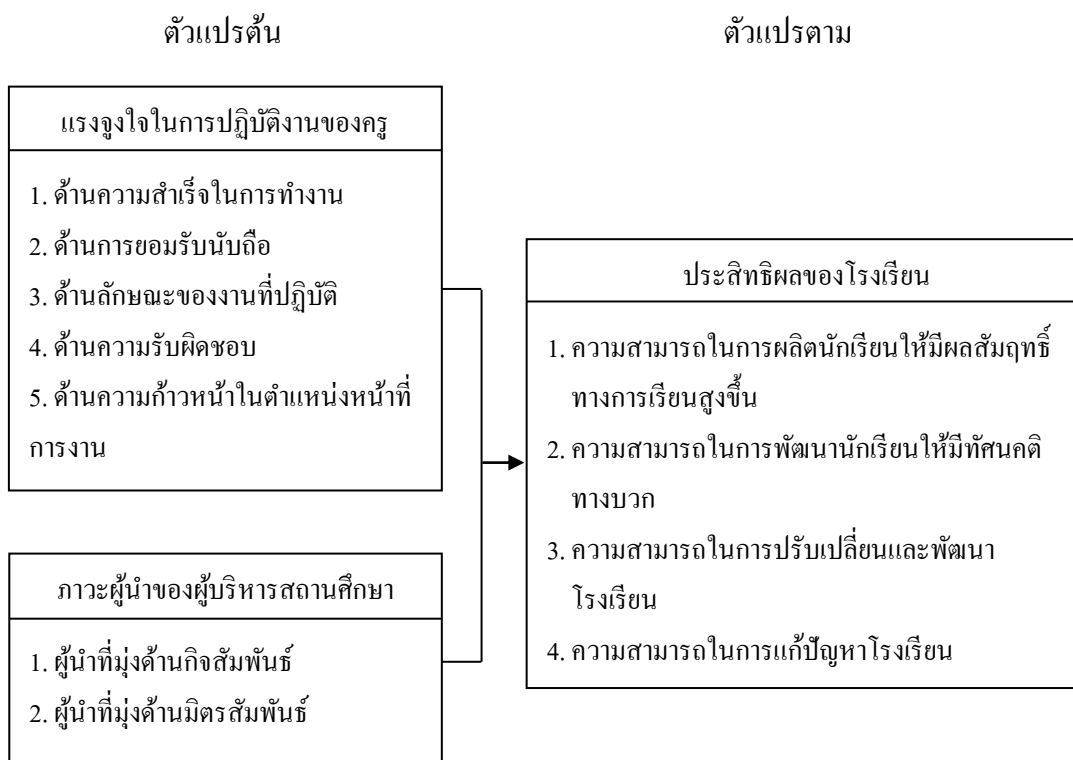 ตัวแปรต้น
ตัวแปรตาม
แรงจูงใจในการปฏิบัติงานของครู
1. ด้านความสำเร็จในการทำงาน
2. ด้านการยอมรับนับถือ
3. ด้านลักษณะของงานที่ปฏิบัติ
4. ด้านความรับผิดชอบ
5. ด้านความก้าวหน้าในตำแหน่งหน้าที่
การงาน
ภาวะผู้นำของผู้บริหารสถานศึกษา
1. ผู้นำที่มุ่งด้านกิจสัมพันธ์
2. ผู้นำที่มุ่งด้านมิตรสัมพันธ์
ประสิทธิผลของโรงเรียน
1. ความสามารถในการผลิตนักเรียนให้มีผลสัมฤทธิ์
ทางการเรียนสูงขึ้น
2. ความสามารถในการพัฒนานักเรียนให้มีทัศนคติ
ทางบวก
3. ความสามารถในการปรับเปลี่ยนและพัฒนา
โรงเรียน
4. ความสามารถในการแก้ปัญหาโรงเรียน